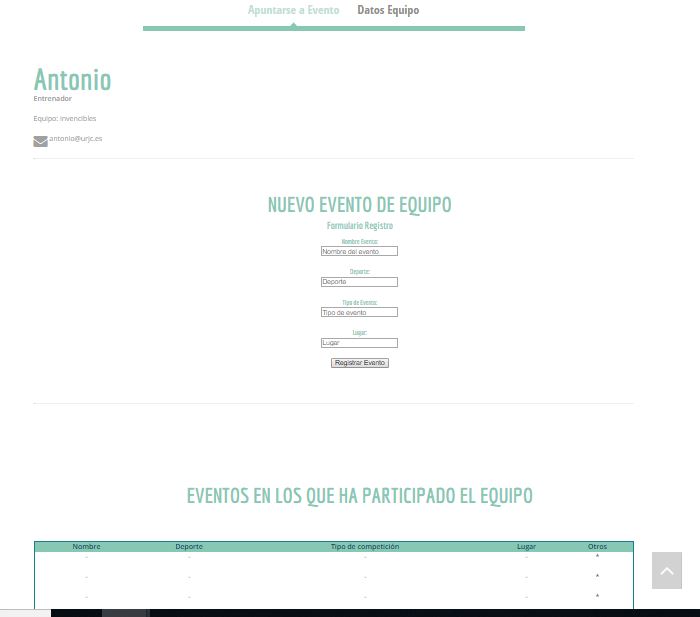 Apuntarse a Evento Datos Equipo
Antonio
Entrenador
Equipo: invencibles
antonio@urjc.es
NUEVO EVENTO DE EQUIPO
Formulario Registro
Nombre Evento:
Nombre del evento
Deporte:
Deporte
Tipo de Evento:
Tipo de evento
Lugar:
Lugar
Registrar Evento
EVENTOS EN LOS QUE HA PARTICIPADO EL EQUIPO
Nombre Deporte Tipo de competición Lugar Otros
- - - - *
- - - - *
- - - - *